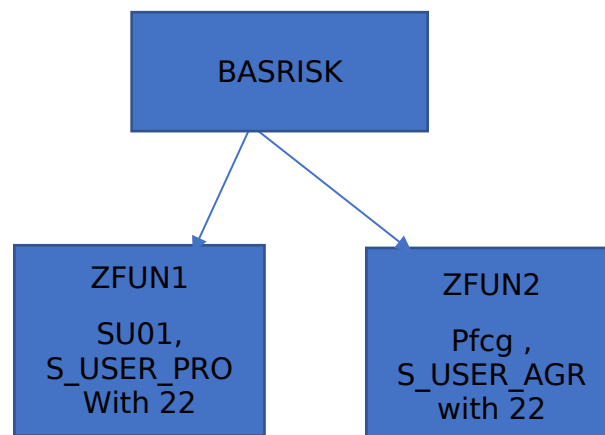 BASRISK
ZFUN1
SU01,
S_USER_PRO
With 22
ZFUN2
Pfcg ,
S_USER_AGR
with 22